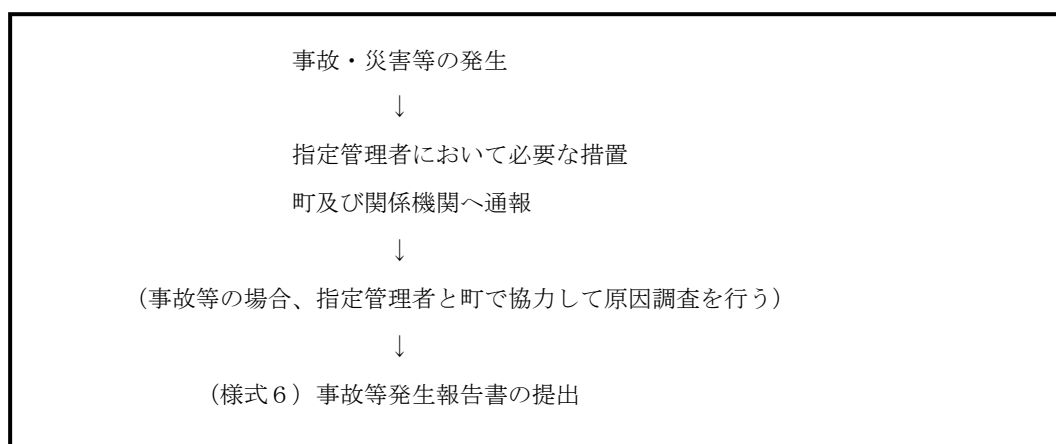 事故・災害等の発生
↓
指定管理者において必要な措置
町及び関係機関へ通報
↓
（事故等の場合、指定管理者と町で協力して原因調査を行う）
↓
（様式６）事故等発生報告書の提出